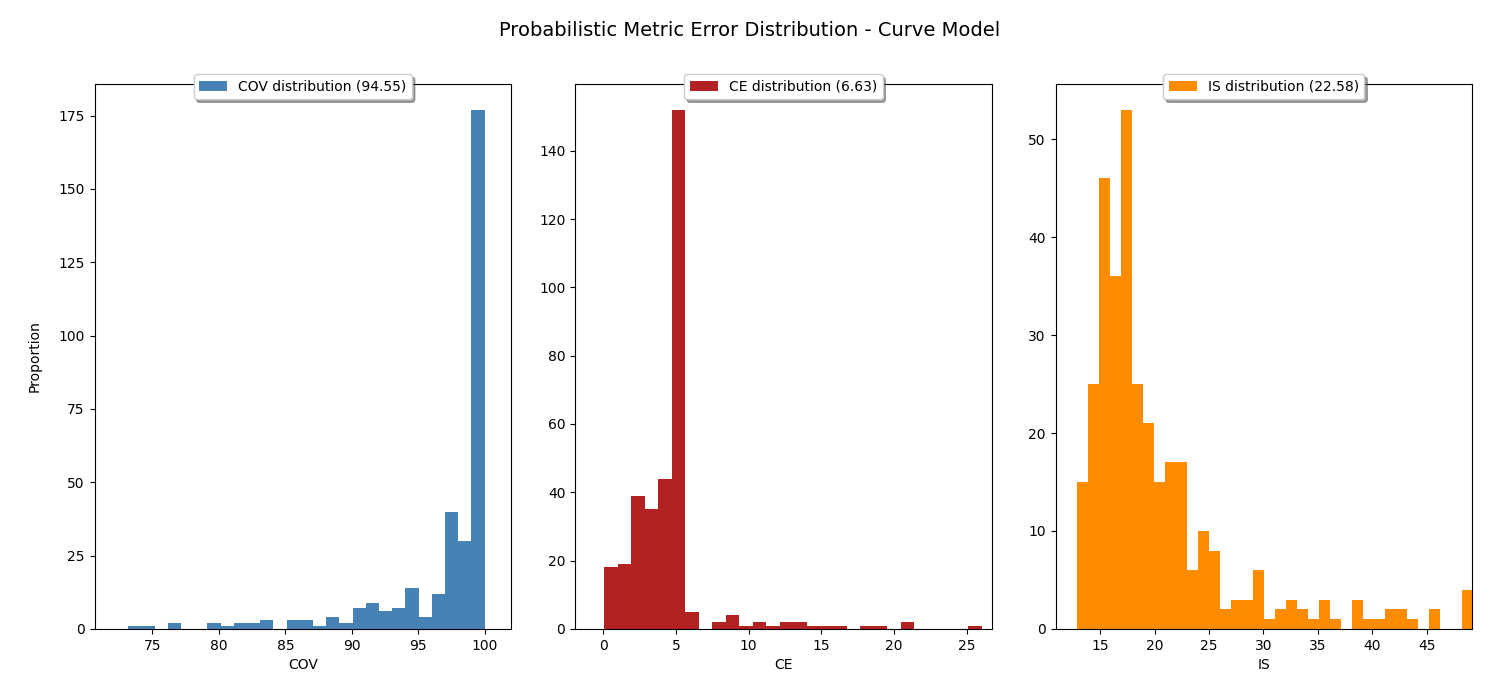 Probabilistic Metric Error Distribution - Curve Model
COV distribution (94.55)
175
150
125
100
75
50
25
0
Proportion
75 80 85 90 95 100
COV
CE distribution (6.63)
140
120
100
80
60
40
20
0
0 5 10 15 20 25
CE
IS distribution (22.58)
50
40
30
20
10
0
15 20 25 30 35 40 45
IS